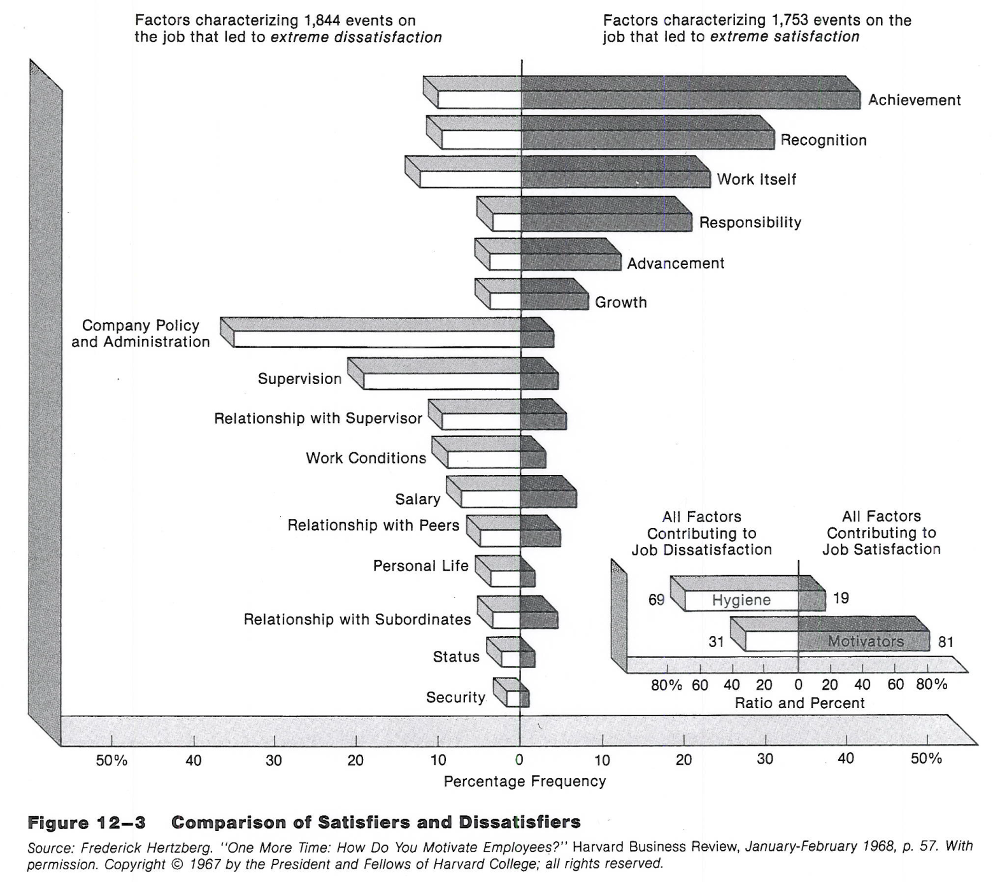 Factors characterizing 1,844 events on
the job that led to extreme dissatisfaction
Factors characterizing 1,753 events on the
job that led to extreme satisfaction
Achievement
Recognition
Work Itself
Responsibility
Advancement
Growth
Company Policy
and Administration
Supervision
Relationship with Supervisor
Work Conditions
Salary
Relationship with Peers
Personal Life
Relationship with Subordinates
Status
Security
All Factors
Contributing to
Job Dissatisfaction
All Factors
Contributing to
Job Satisfaction
69 Hygiene 19
31 Motivators 81
80% 60 40 20 0 20 40 60 80%
Ratio and Percent
50% 40 30 20 10 0 10 20 30 40 50%
Percentage Frequency
Figure 12–3 Comparison of Satisfiers and Dissatisfiers
Source: Frederick Hertzberg. "One More Time: How Do You Motivate Employees?" Harvard Business Review, January-February 1968, p. 57. With
permission. Copyright © 1967 by the President and Fellows of Harvard College; all rights reserved.